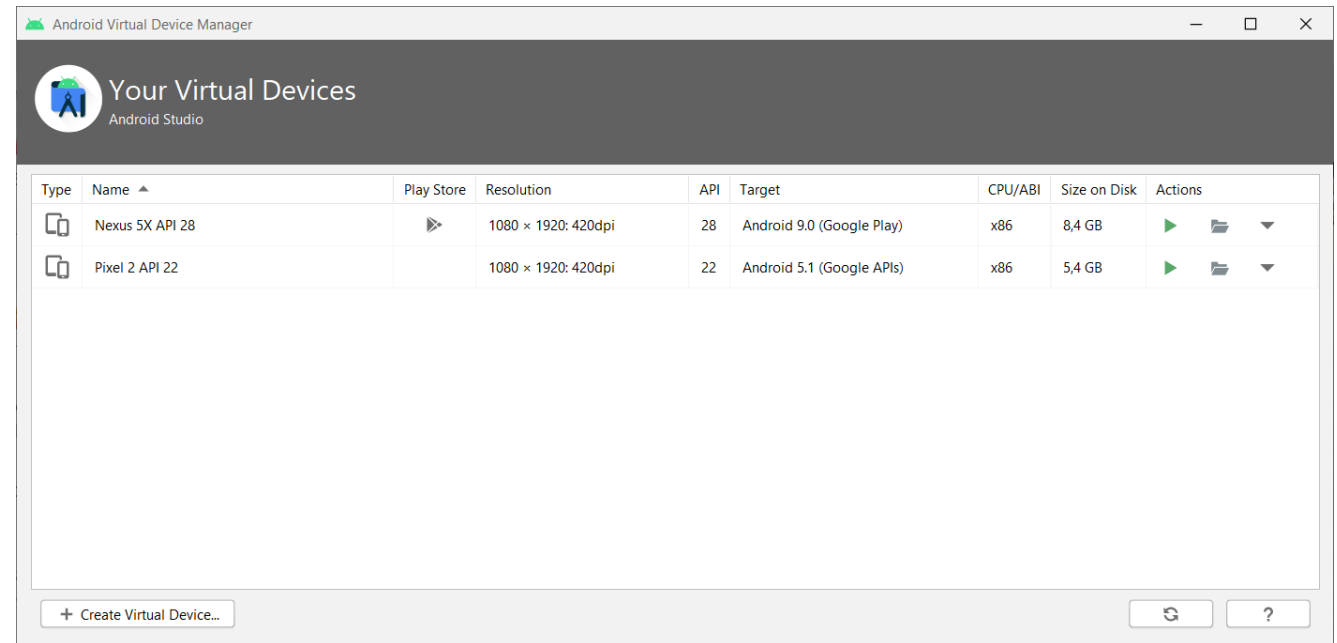 Android Virtual Device Manager
Your Virtual Devices
Android Studio
Type Name Play Store Resolution API Target CPU/ABI Size on Disk Actions
Nexus 5X API 28 1080 × 1920: 420dpi 28 Android 9.0 (Google Play) x86 8,4 GB
Pixel 2 API 22 1080 × 1920: 420dpi 22 Android 5.1 (Google APIs) x86 5,4 GB
+ Create Virtual Device... ?